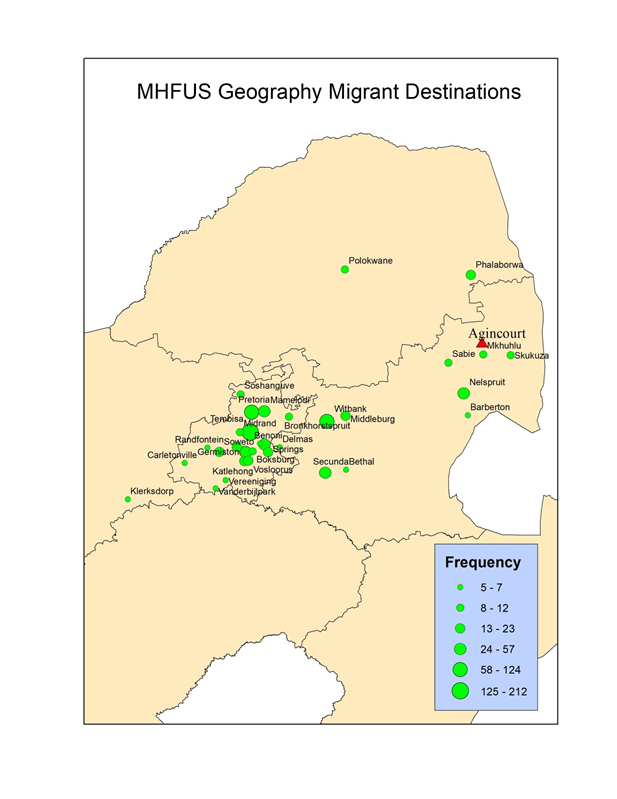 MHFUS Geography Migrant Destinations
Polokwane
Phalaborwa
Agincourt
Mkhuhlu
Sabie
Skukuza
Nelspruit
Barberton
Soshanguve
Pretoria
Mamelodi
Witbank
Middleburg
Tembisa
Midrand
Bronkhorstspruit
Benoni
Delmas
Randfontein
Soweto
Springs
Carletonville
Germiston
Boksburg
Katlehong
Vosloorus
Secunda
Bethal
Vereeniging
Klerksdorp
Vanderbijlpark
Frequency
5 - 7
8 - 12
13 - 23
24 - 57
58 - 124
125 - 212